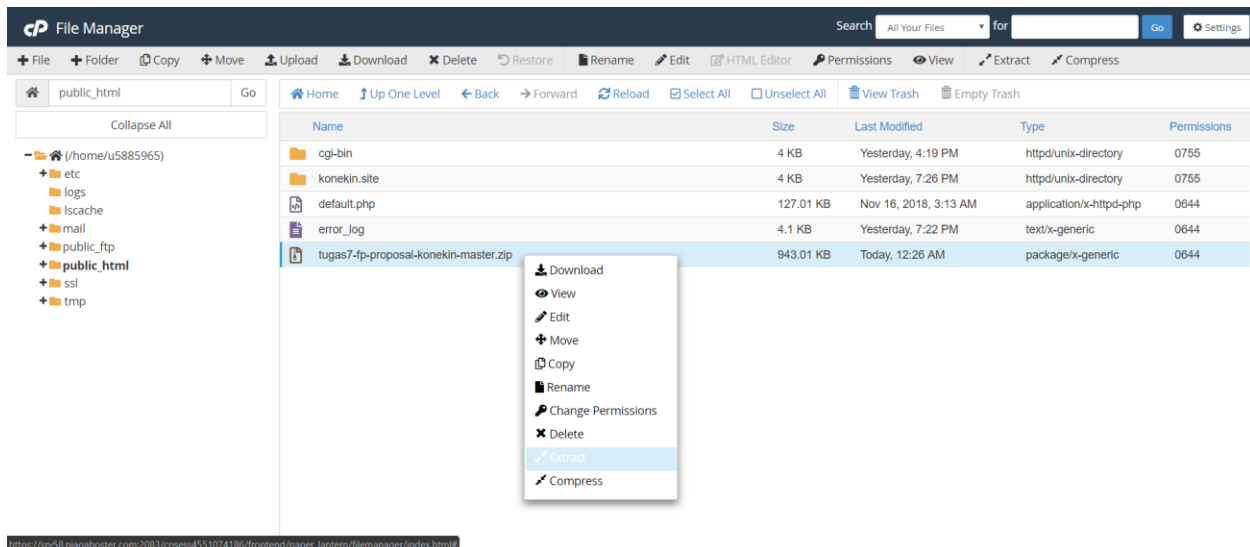 cP File Manager Search All Your Files for Go Settings
File Folder Copy Move Upload Download Delete Restore Rename Edit HTML Editor Permissions View Extract Compress
public_html Go Home Up One Level Back Forward Reload Select All Unselect All View Trash Empty Trash
Collapse All
Name Size Last Modified Type Permissions
(/home/u5885965)
etc
logs
lscache
mail
public_ftp
public_html
ssl
tmp
cgi-bin 4 KB Yesterday, 4:19 PM httpd/unix-directory 0755
konekin.site 4 KB Yesterday, 7:26 PM httpd/unix-directory 0755
default.php 127.01 KB Nov 16, 2018, 3:13 AM application/x-httpd-php 0644
error_log 4.1 KB Yesterday, 7:22 PM text/x-generic 0644
tugas7-fp-proposal-konekin-master.zip 943.01 KB Today, 12:26 AM package/x-generic 0644
Download
View
Edit
Move
Copy
Rename
Change Permissions
Delete
Extract
Compress
https://srv58.niagahoster.com:2083/cpsess4551074186/frontend/paper_lantern/filemanager/index.html#